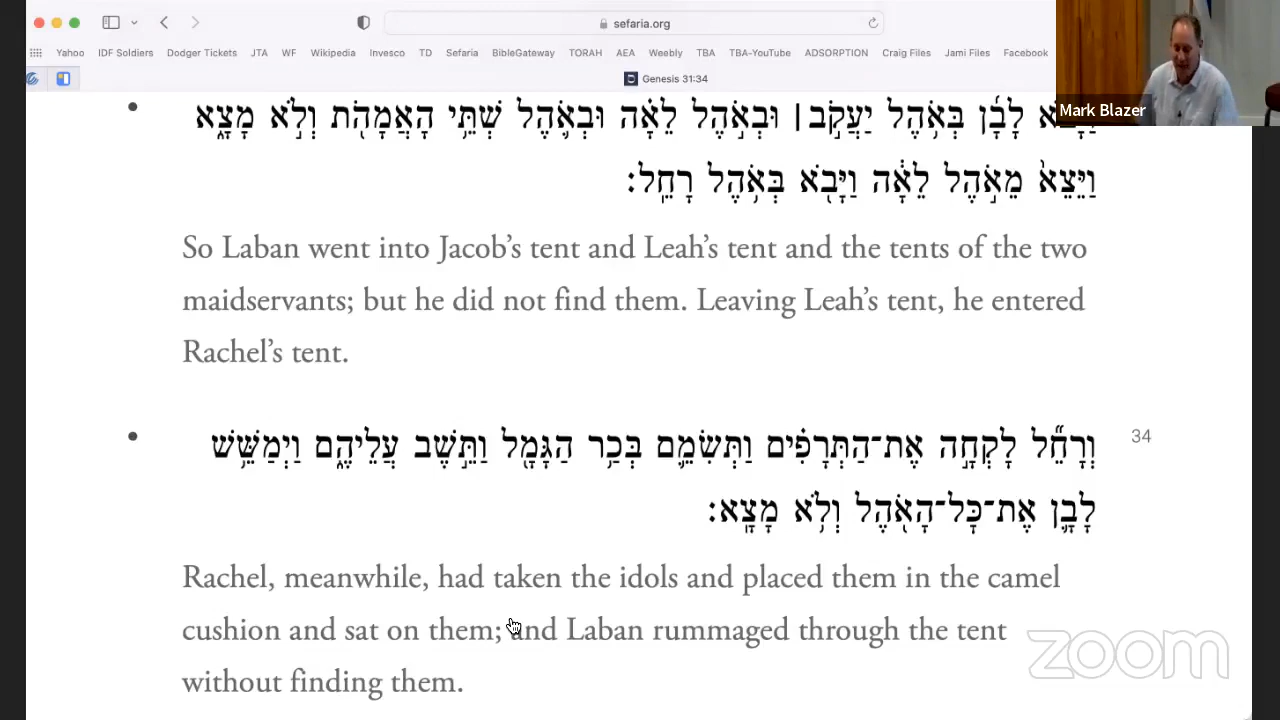 sefaria.org
Yahoo IDF Soldiers Dodger Tickets JTA WF Wikipedia Invesco TD Sefaria BibleGateway TORAH AEA Weebly TBA TBA-YouTube ADSORPTION Craig Files Jami Files Facebook
Genesis 31:34
Mark Blazer
לָבָ֜ן בְּאֹ֥הֶל יַעֲקֹ֣ב ׀ וּבְאֹ֣הֶל לֵאָ֗ה וּבְאֹ֛הֶל שְׁתֵּ֥י הָאֲמָהֹ֖ת וְלֹ֣א מָצָ֑א
וַיֵּצֵא֙ מֵאֹ֣הֶל לֵאָ֔ה וַיָּבֹ֖א בְּאֹ֥הֶל רָחֵֽל׃
So Laban went into Jacob’s tent and Leah’s tent and the tents of the two
maidservants; but he did not find them. Leaving Leah’s tent, he entered
Rachel’s tent.
34
וְרָחֵ֞ל לָקְחָ֣ה אֶת־הַתְּרָפִ֗ים וַתְּשִׂמֵ֛ם בְּכַ֥ר הַגָּמָ֖ל וַתֵּ֣שֶׁב עֲלֵיהֶ֑ם וַיְמַשֵּׁ֥שׁ
לָבָ֛ן אֶת־כׇּל־הָאֹ֖הֶל וְלֹ֥א מָצָֽא׃
Rachel, meanwhile, had taken the idols and placed them in the camel
cushion and sat on them; and Laban rummaged through the tent
without finding them.
zoom